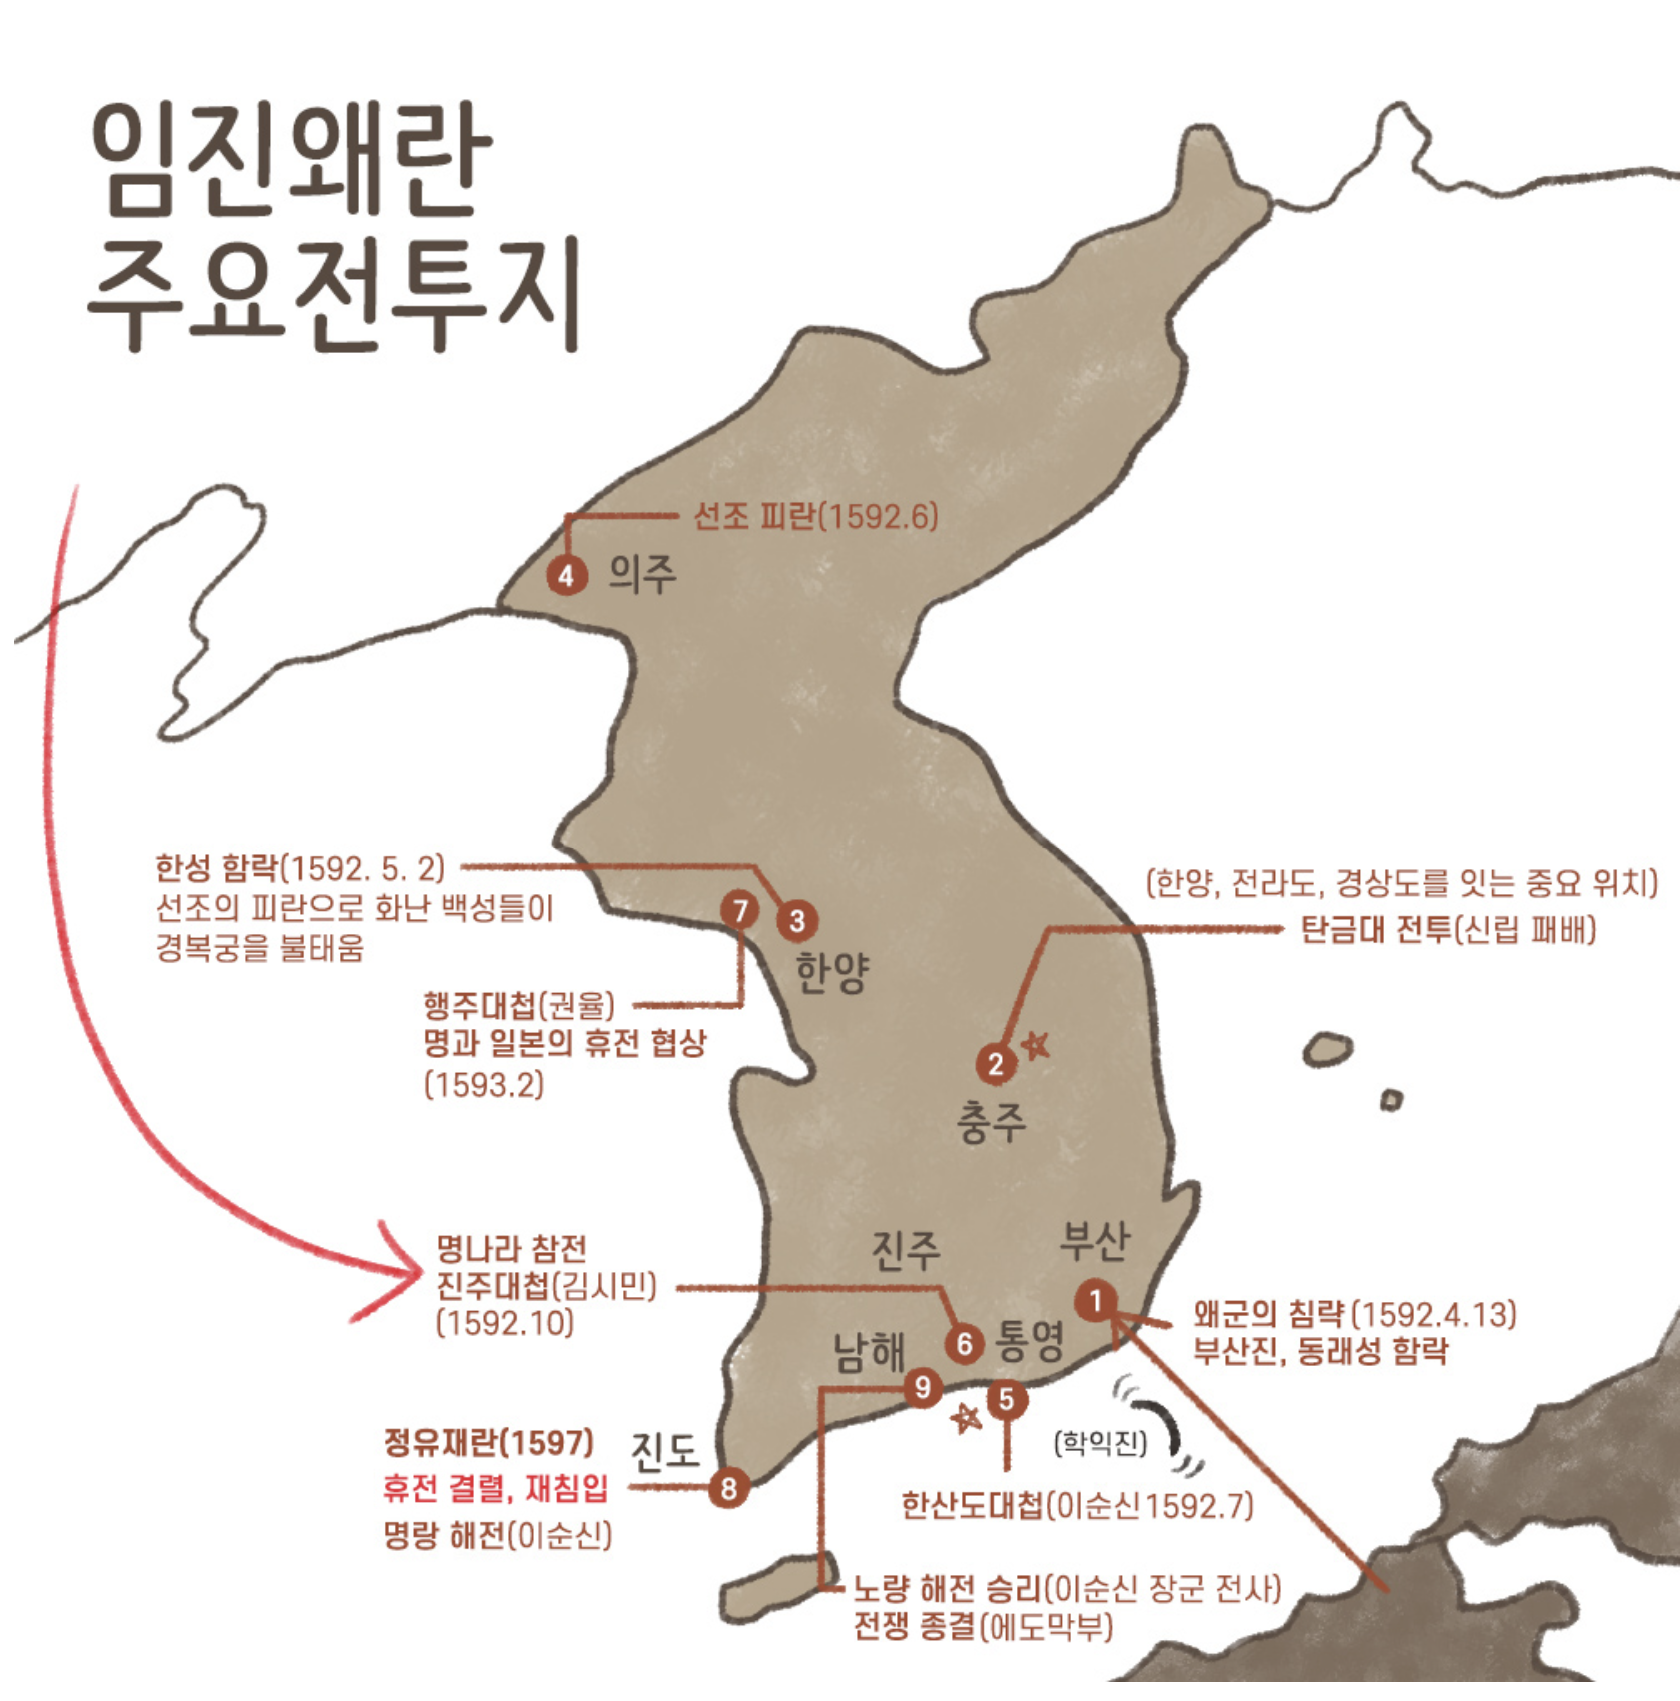 임진왜란
주요전투지
선조 피란(1592.6)
4 의주
한성 함락(1592. 5. 2)
선조의 피란으로 화난 백성들이
경복궁을 불태움
7
3
한양
행주대첩(권율)
명과 일본의 휴전 협상
(1593.2)
(한양, 전라도, 경상도를 잇는 중요 위치)
탄금대 전투(신립 패배)
2
충주
명나라 참전
진주대첩(김시민)
(1592.10)
진주
6
부산
1
왜군의 침략(1592.4.13)
부산진, 동래성 함락
남해
9
통영
5
(학익진)
한산도대첩(이순신1592.7)
정유재란(1597)
휴전 결렬, 재침입
명랑 해전(이순신)
진도
8
노량 해전 승리(이순신 장군 전사)
전쟁 종결(에도막부)